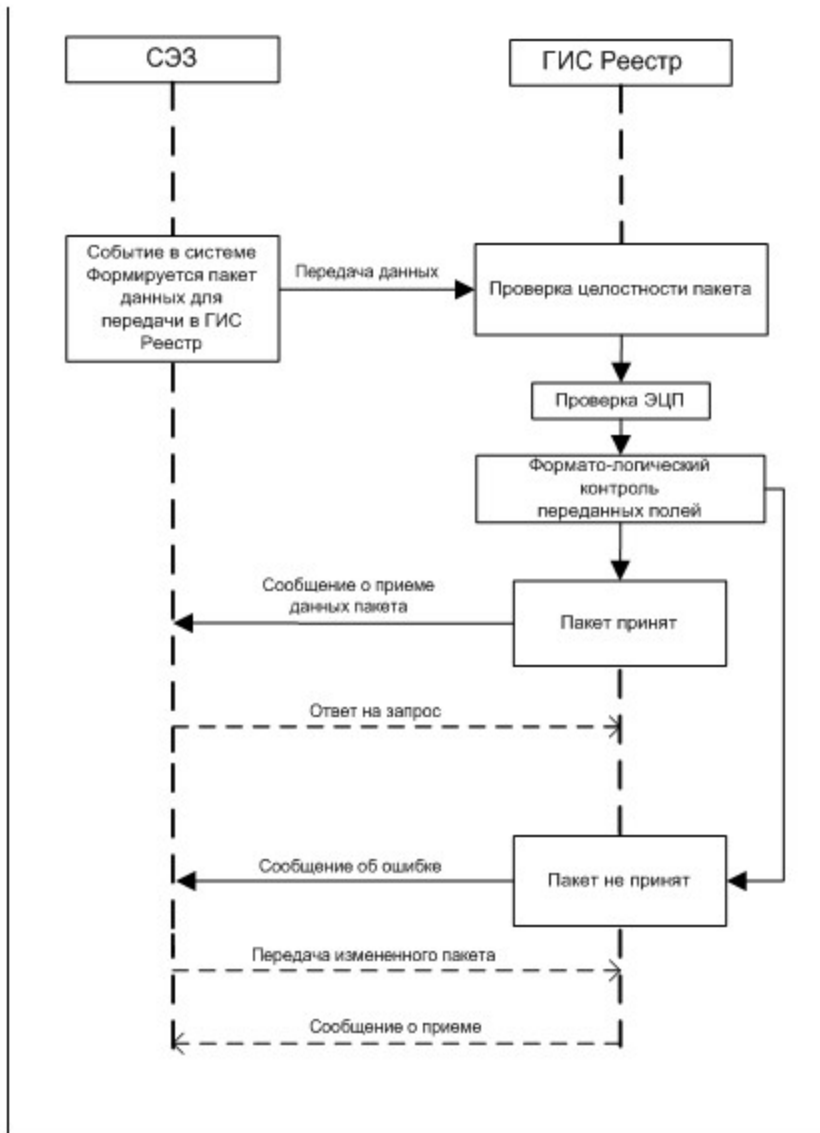 СЭЗ
ГИС Реестр
Событие в системе
Формируется пакет
данных для
передачи в ГИС
Реестр
Передача данных
Проверка целостности пакета
Проверка ЭЦП
Формато-логический
контроль
переданных полей
Сообщение о приеме
данных пакета
Пакет принят
Ответ на запрос
Сообщение об ошибке
Пакет не принят
Передача измененного пакета
Сообщение о приеме